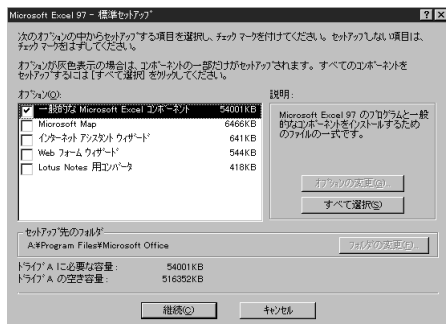 Microsoft Excel 97 - 標準ｾｯﾄｱｯﾌﾟ
次のｵﾌﾟｼｮﾝの中からｾｯﾄｱｯﾌﾟする項目を選択し、ﾁｪｯｸ ﾏｰｸを付けてください。ｾｯﾄｱｯﾌﾟしない項目は、
ﾁｪｯｸ ﾏｰｸをはずしてください。
ｵﾌﾟｼｮﾝが灰色表示の場合は、ｺﾝﾎﾟｰﾈﾝﾄの一部だけがｾｯﾄｱｯﾌﾟされます。すべてのｺﾝﾎﾟｰﾈﾝﾄを
ｾｯﾄｱｯﾌﾟするには [すべて選択] をｸﾘｯｸしてください。
ｵﾌﾟｼｮﾝ(O):
一般的な Microsoft Excel ｺﾝﾎﾟｰﾈﾝﾄ 54001KB
Microsoft Map 6466KB
ｲﾝﾀｰﾈｯﾄ ｱｼｽﾀﾝﾄ ｳｨｻﾞｰﾄﾞ 641KB
Web ﾌｫｰﾑ ｳｨｻﾞｰﾄﾞ 544KB
Lotus Notes 用ｺﾝﾊﾞｰﾀ 418KB
説明:
Microsoft Excel 97 のﾌﾟﾛｸﾞﾗﾑと一般
的なｺﾝﾎﾟｰﾈﾝﾄをｲﾝｽﾄｰﾙするため
のﾌｧｲﾙの一式です。
ｵﾌﾟｼｮﾝの変更(G)...
すべて選択(S)
ｾｯﾄｱｯﾌﾟ先のﾌｫﾙﾀﾞ
A:¥Program Files¥Microsoft Office
ﾌｫﾙﾀﾞの変更(F)...
ﾄﾞﾗｲﾌﾞ A に必要な容量: 54001KB
ﾄﾞﾗｲﾌﾞ A の空き容量: 516352KB
継続(C)
ｷｬﾝｾﾙ